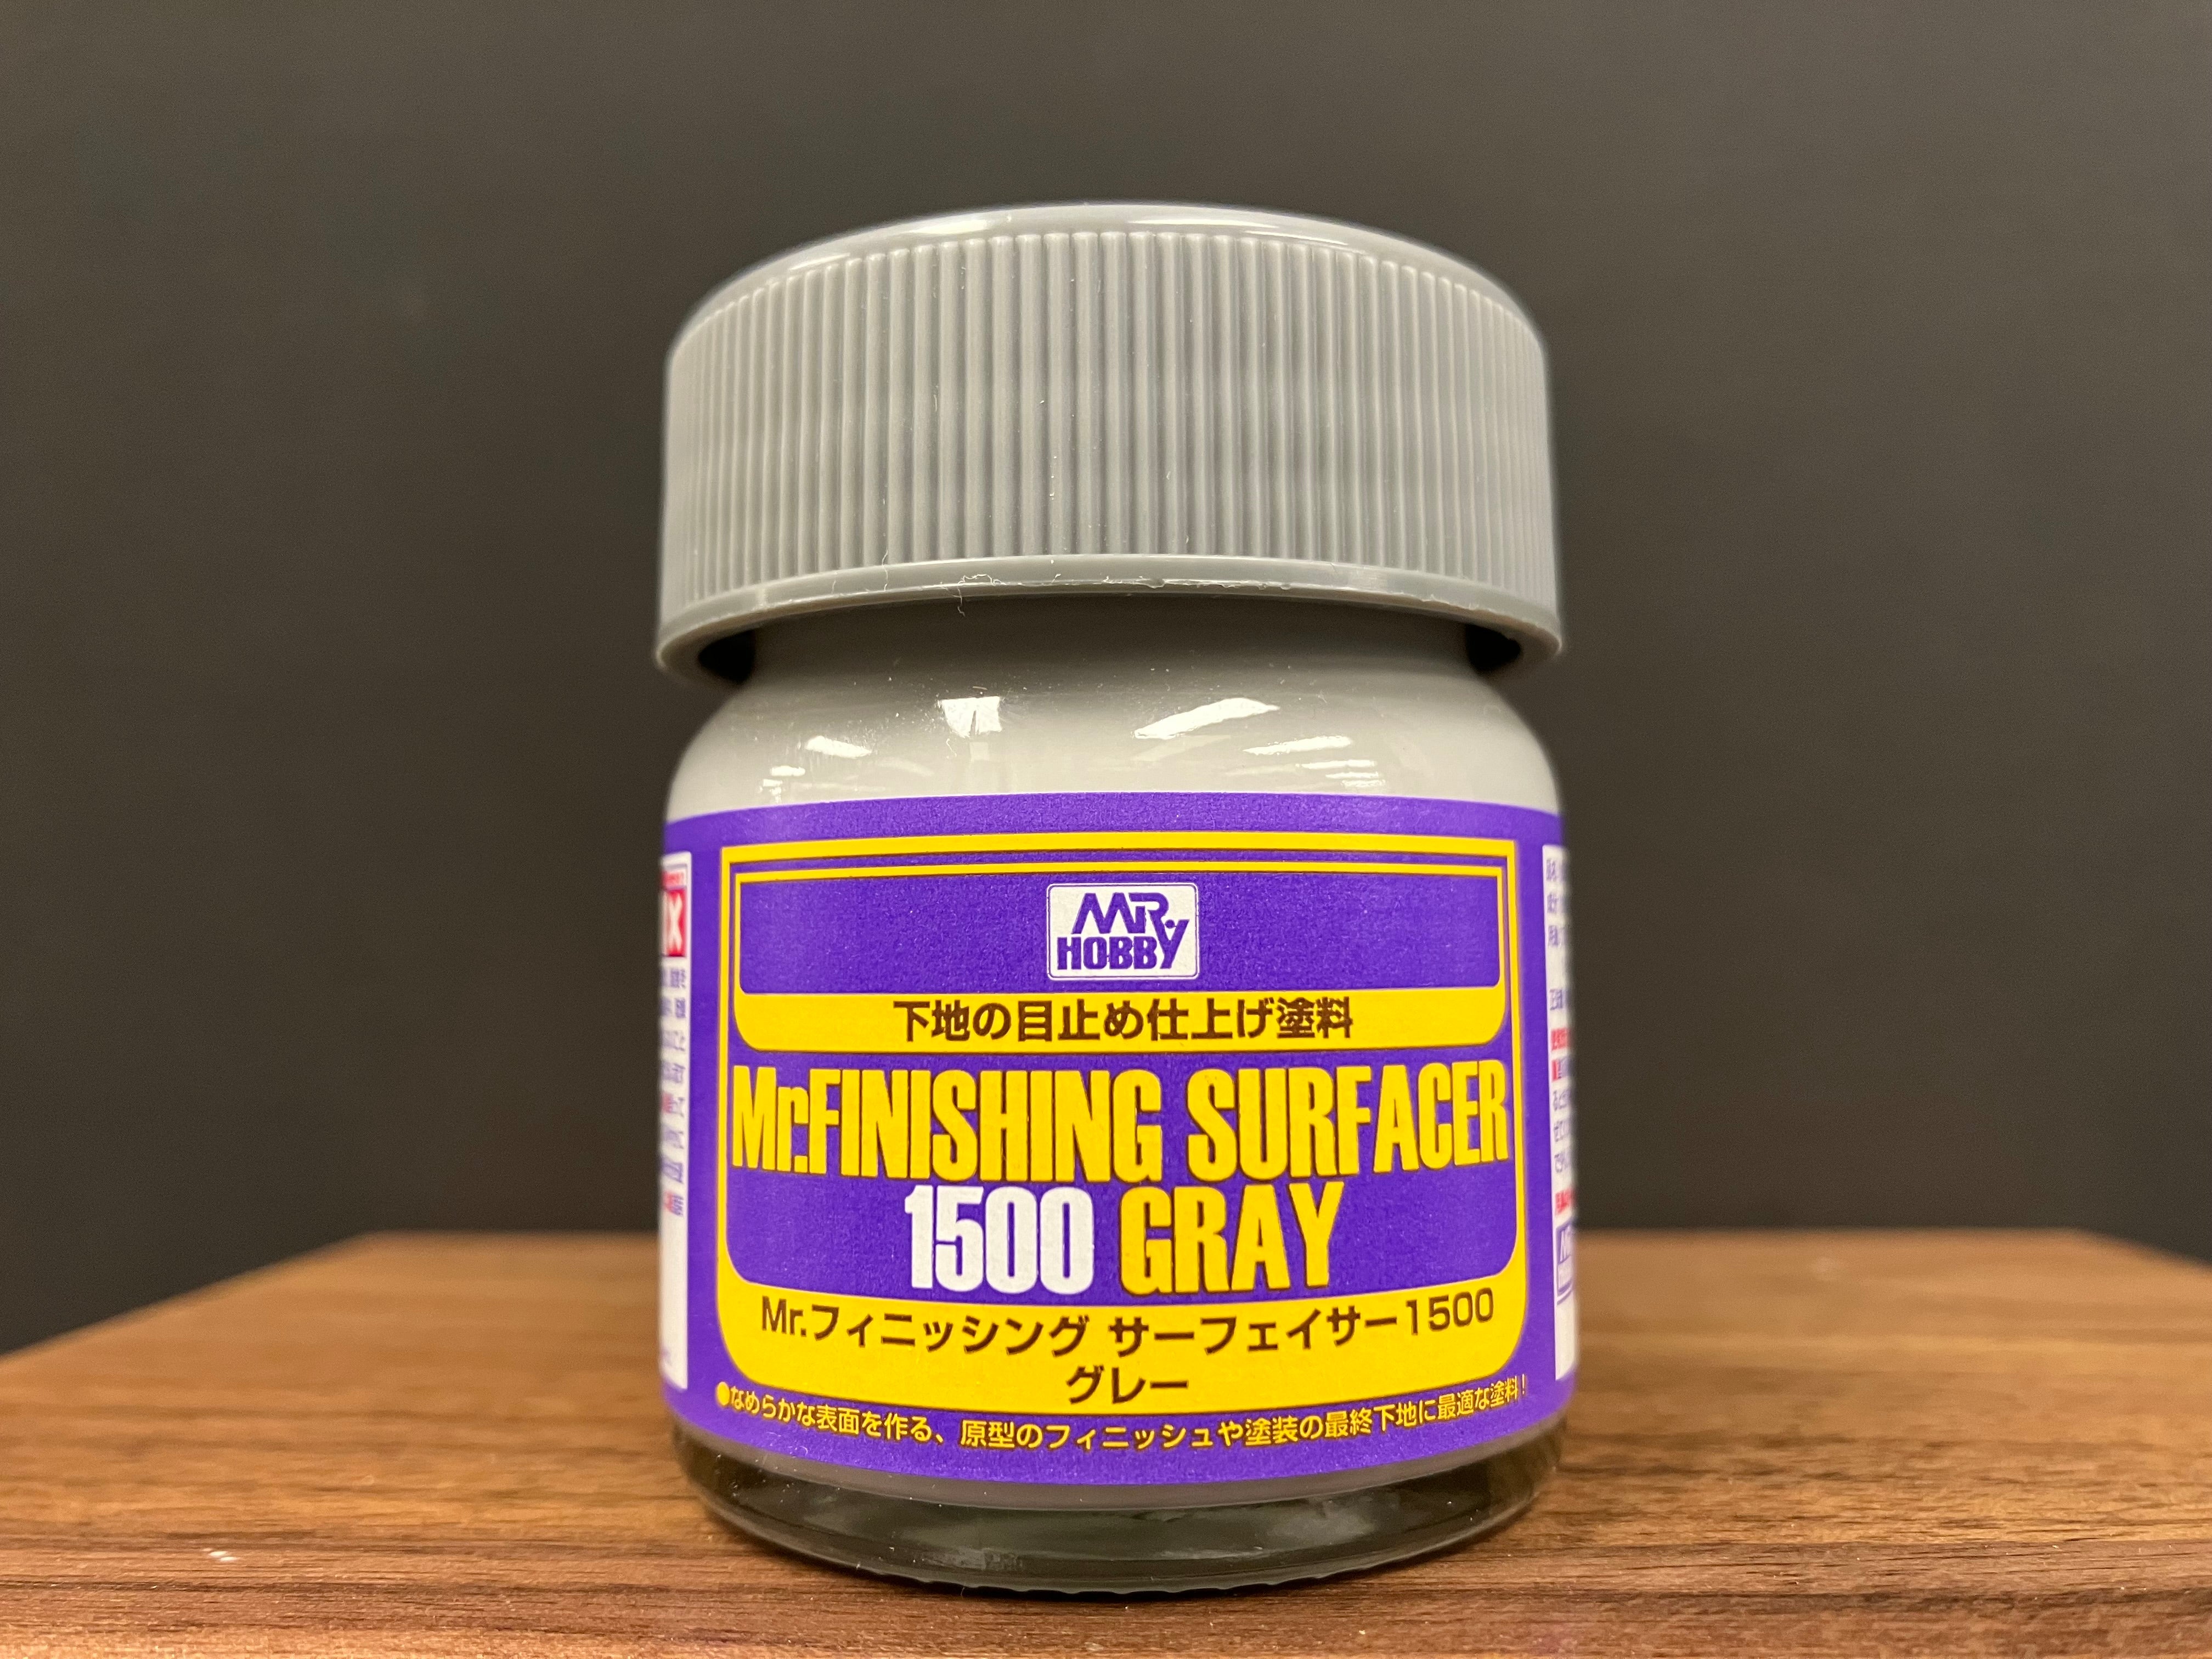 MR. HOBBY
下地の目止め仕上げ塗料
Mr.FINISHING SURFACER
1500 GRAY
Mr.フィニッシング サーフェイサー1500
グレー
●なめらかな表面を作る、原型のフィニッシュや塗装の最終下地に最適な塗料!